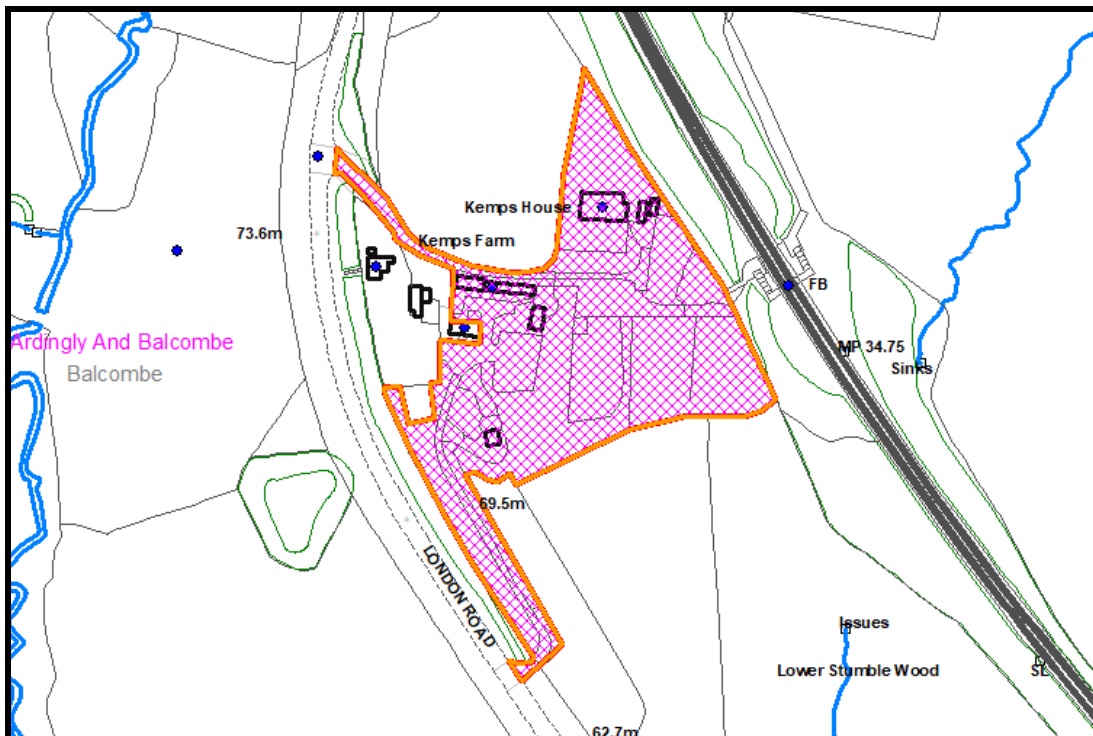 Kemps House
73.6m
Kemps Farm
FB
Ardingly And Balcombe
MP 34.75
Balcombe
Sinks
69.5m
LONDON ROAD
Issues
Lower Stumble Wood
SL
62.7m